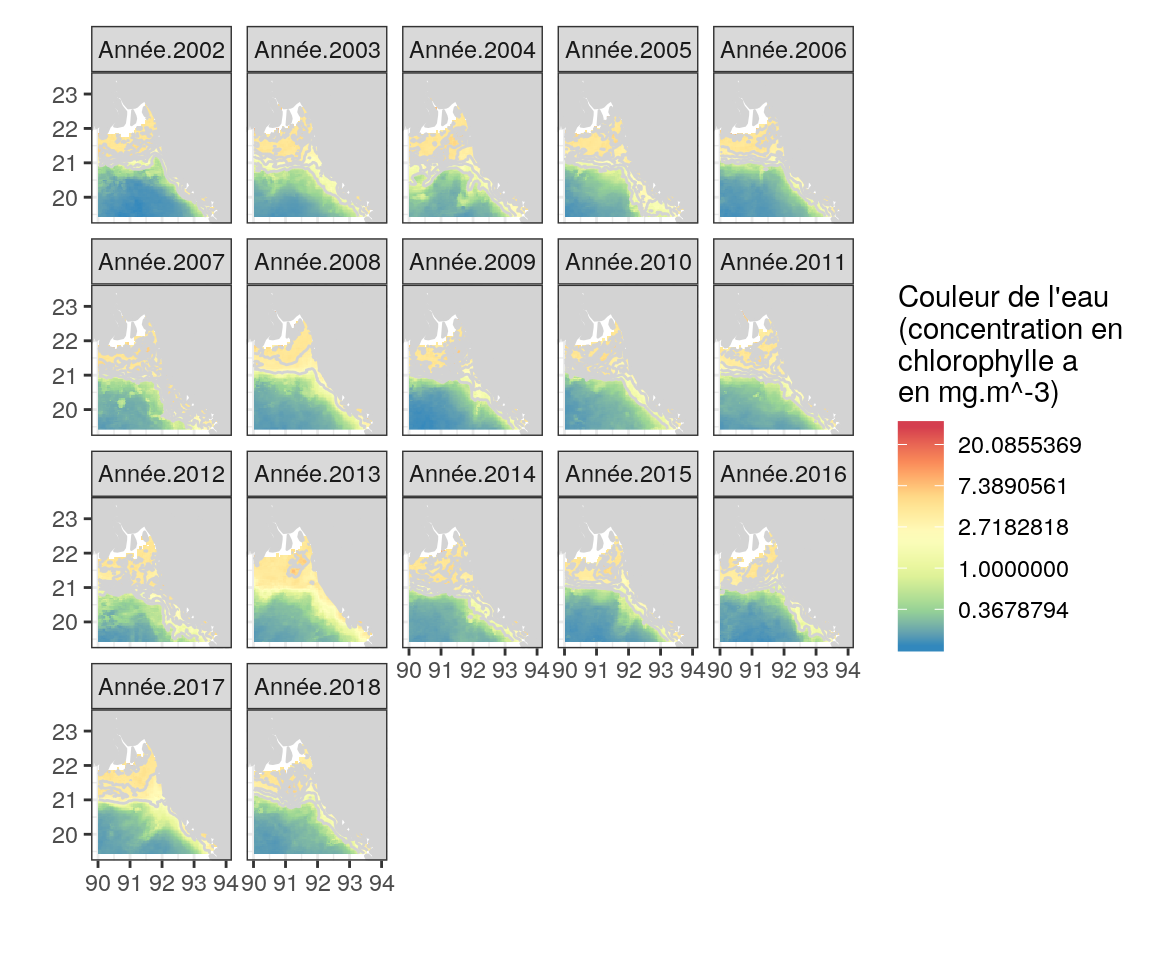 Année.2002 Année.2003 Année.2004 Année.2005 Année.2006
23
22
21
20
Année.2007 Année.2008 Année.2009 Année.2010 Année.2011
23
22
21
20
Année.2012 Année.2013 Année.2014 Année.2015 Année.2016
23
22
21
20
90 91 92 93 94 90 91 92 93 94 90 91 92 93 94
Année.2017 Année.2018
23
22
21
20
90 91 92 93 94 90 91 92 93 94
Couleur de l'eau
(concentration en
chlorophylle a
en mg.m^-3)
20.0855369
7.3890561
2.7182818
1.0000000
0.3678794